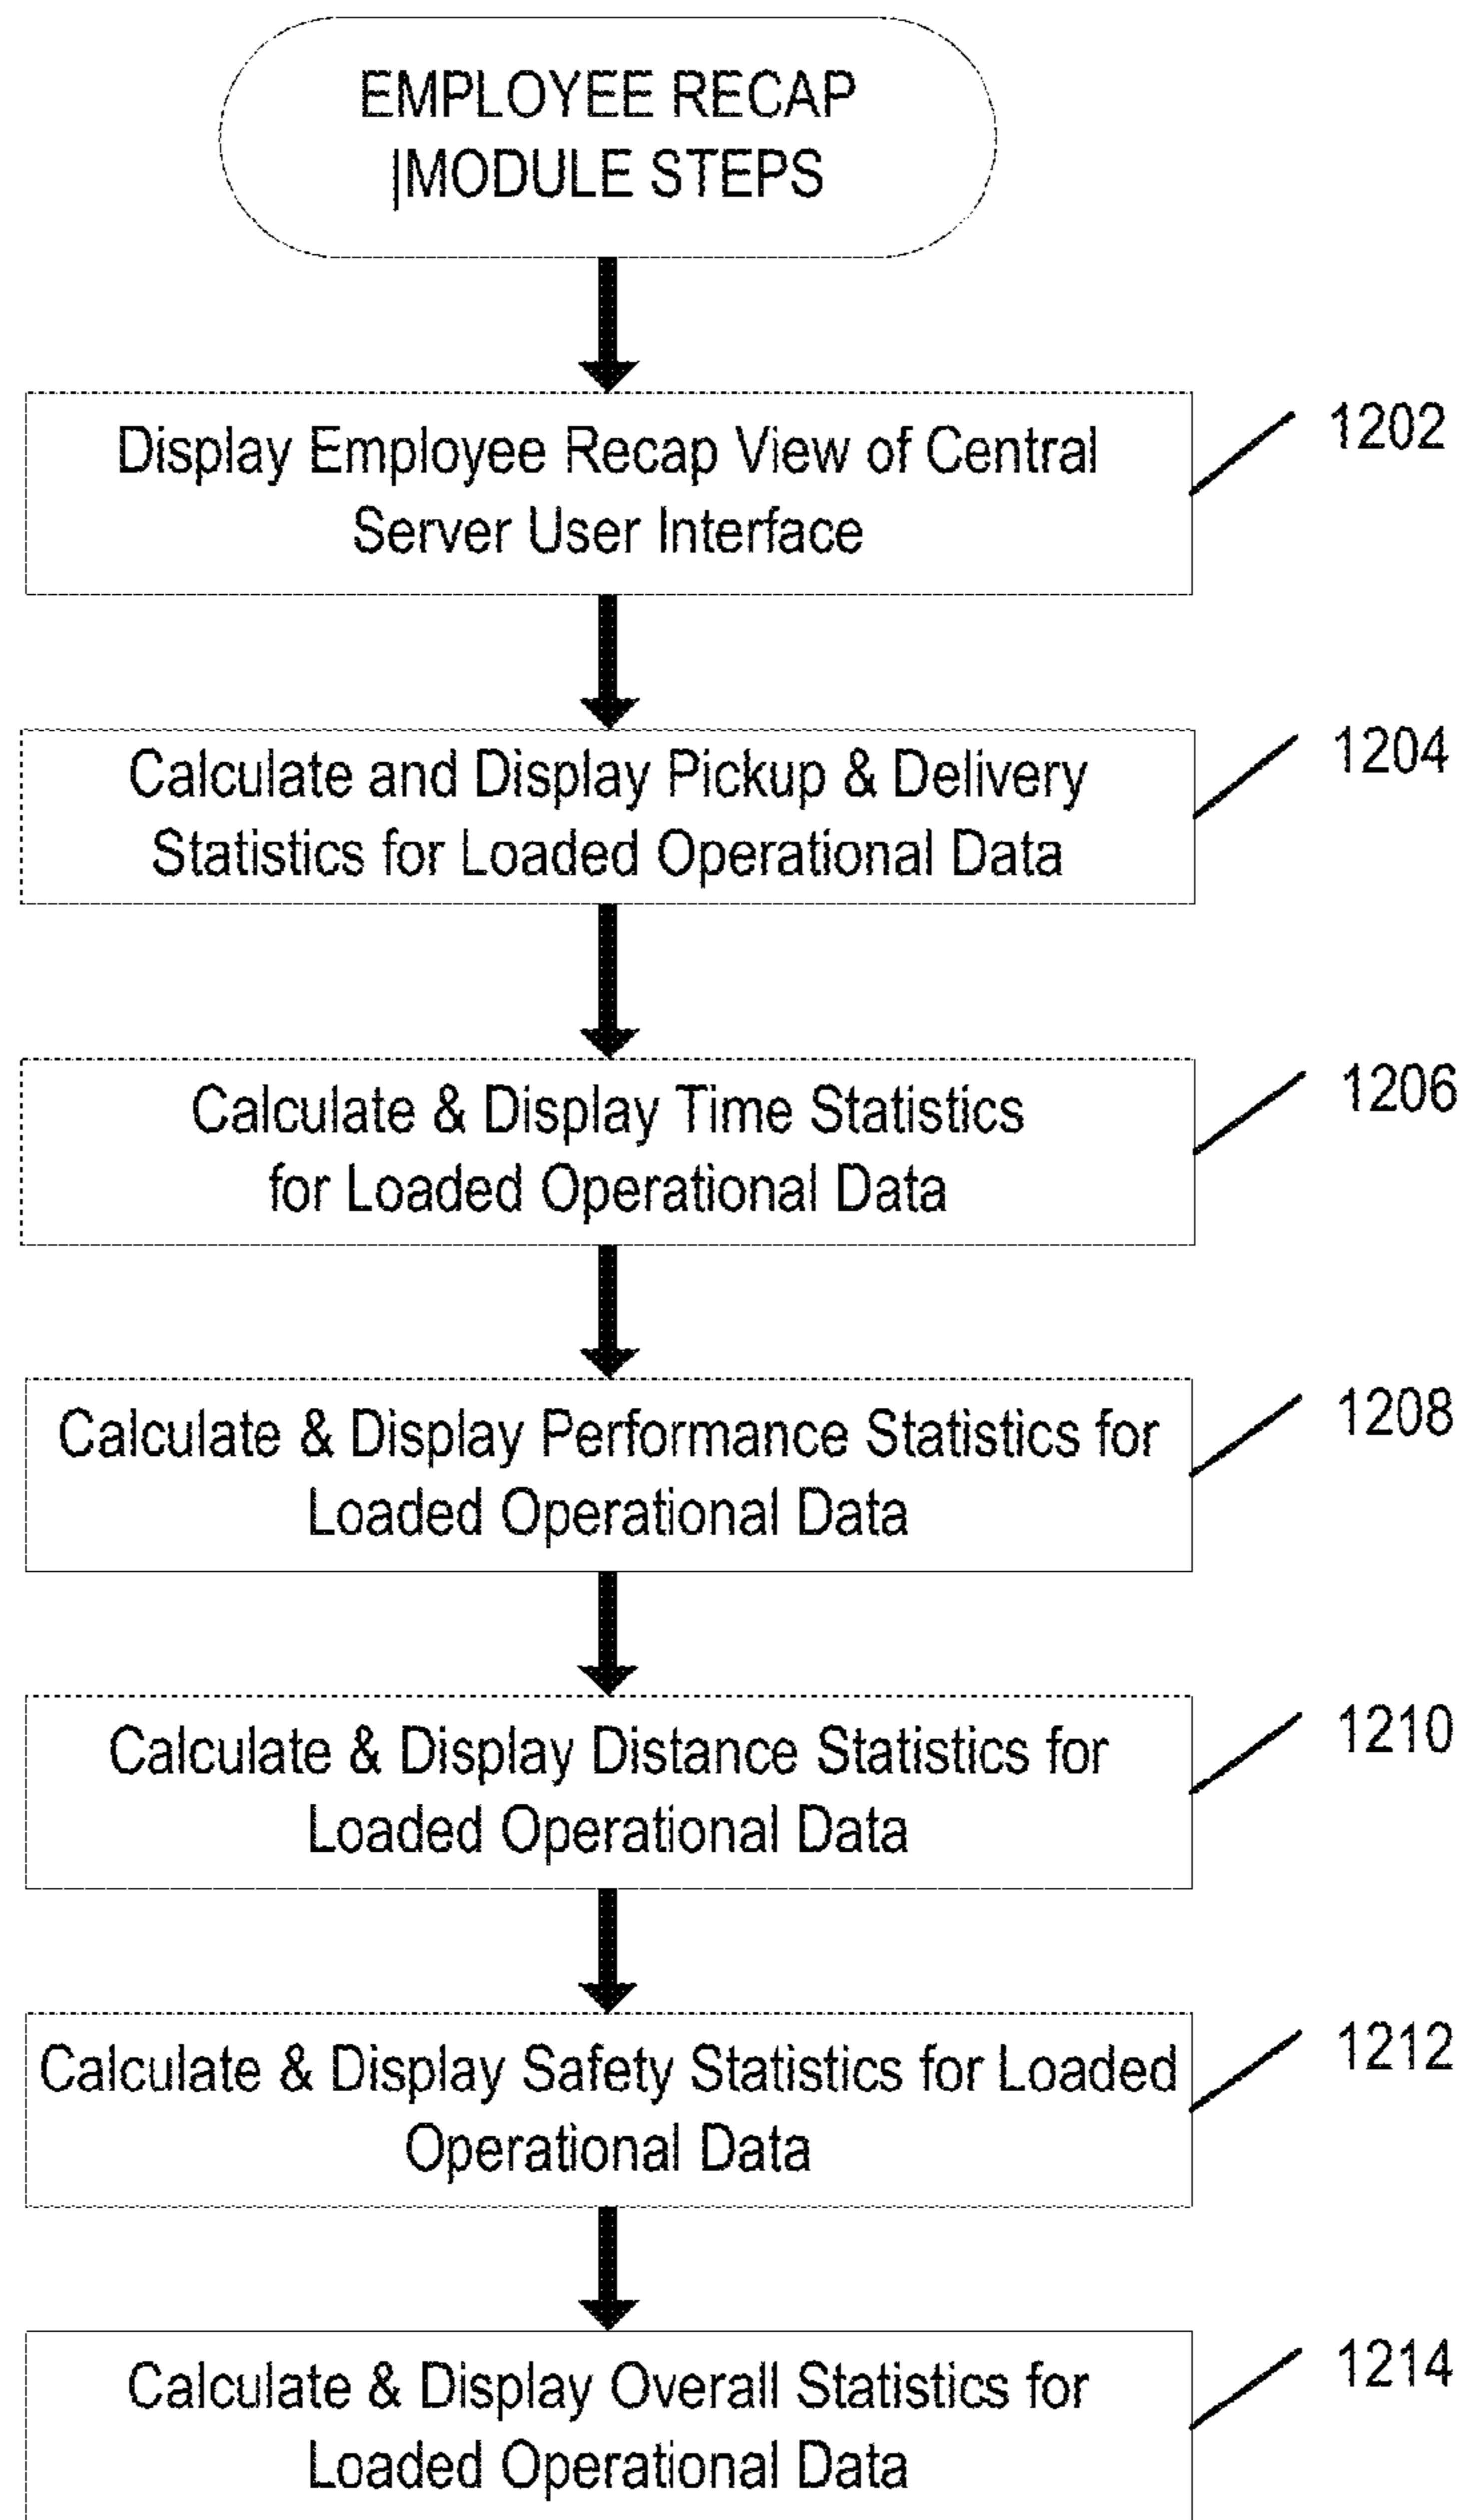 EMPLOYEE RECAP
|MODULE STEPS
Display Employee Recap View of Central
Server User Interface
1202
Calculate and Display Pickup & Delivery
Statistics for Loaded Operational Data
1204
Calculate & Display Time Statistics
for Loaded Operational Data
1206
Calculate & Display Performance Statistics for
Loaded Operational Data
1208
Calculate & Display Distance Statistics for
Loaded Operational Data
1210
Calculate & Display Safety Statistics for Loaded
Operational Data
1212
Calculate & Display Overall Statistics for
Loaded Operational Data
1214